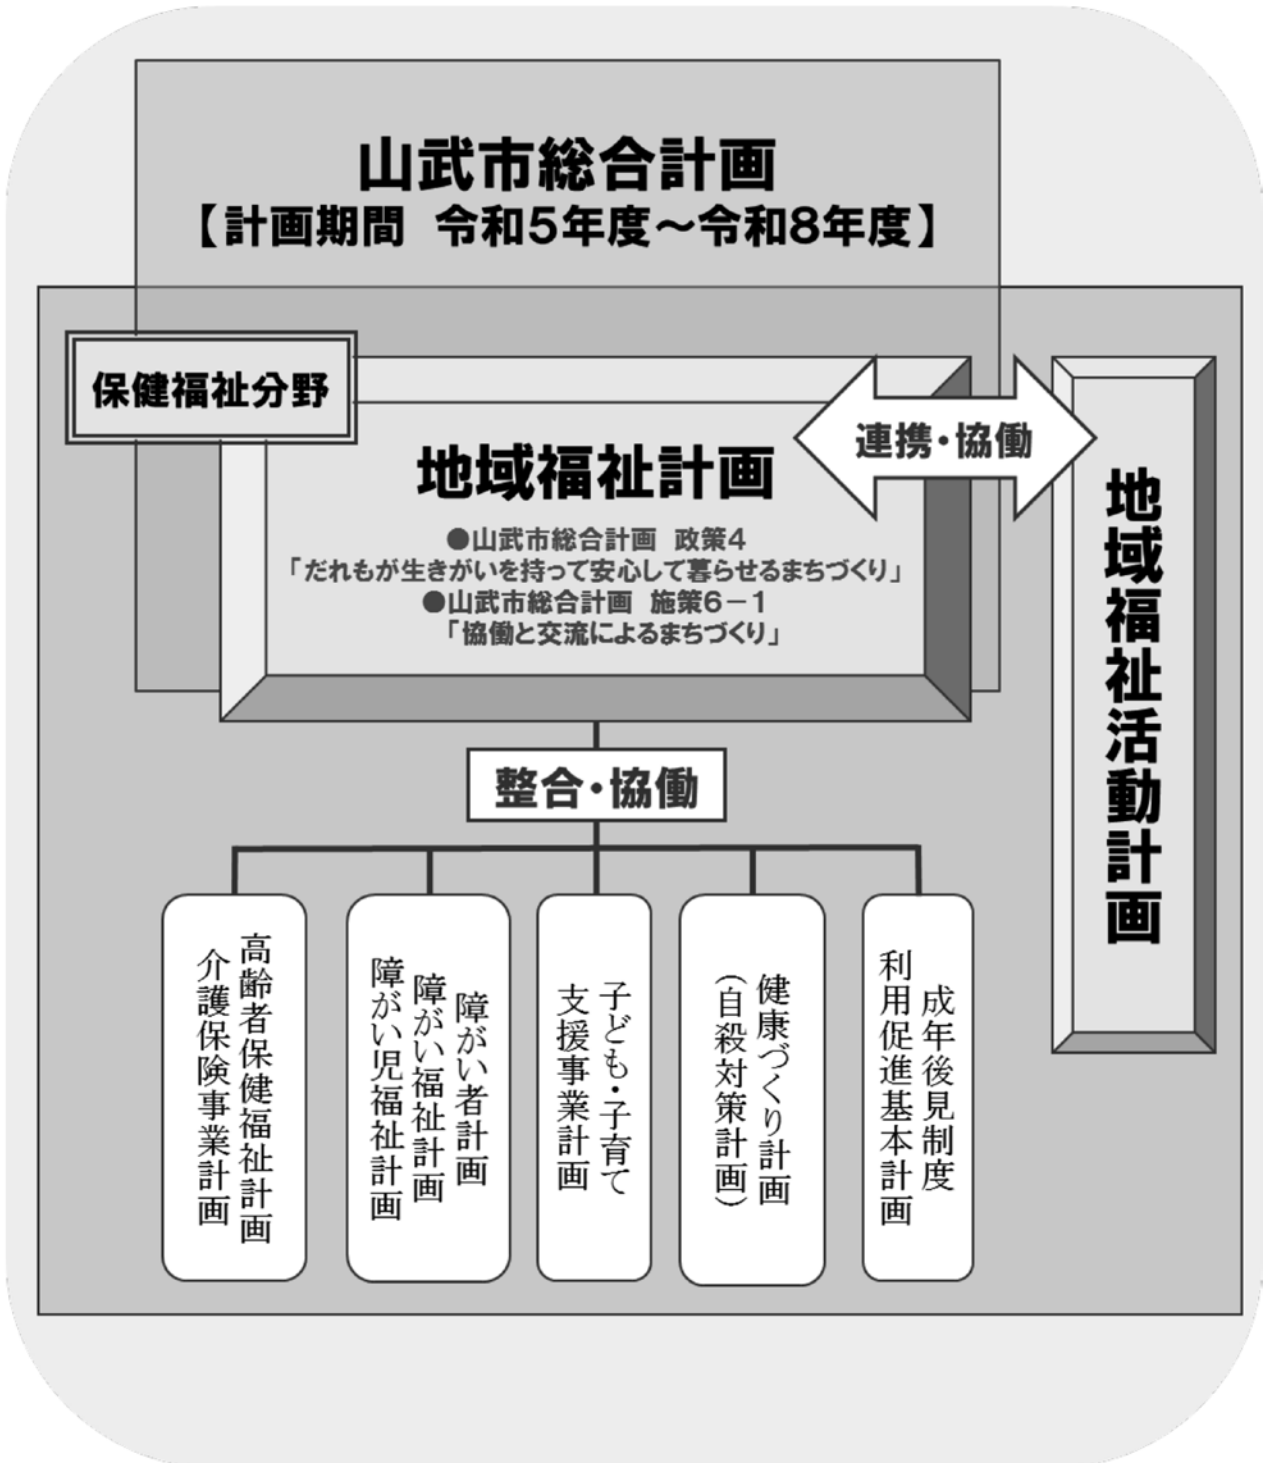 山武市総合計画
【計画期間　令和5年度～令和8年度】
保健福祉分野
地域福祉計画
●山武市総合計画　政策4
「だれもが生きがいを持って安心して暮らせるまちづくり」
●山武市総合計画　施策6－1
「協働と交流によるまちづくり」
連携・協働
地域福祉活動計画
整合・協働
高齢者保健福祉計画
介護保険事業計画
障がい者計画
障がい福祉計画
障がい児福祉計画
子ども・子育て
支援事業計画
健康づくり計画
（自殺対策計画）
成年後見制度
利用促進基本計画